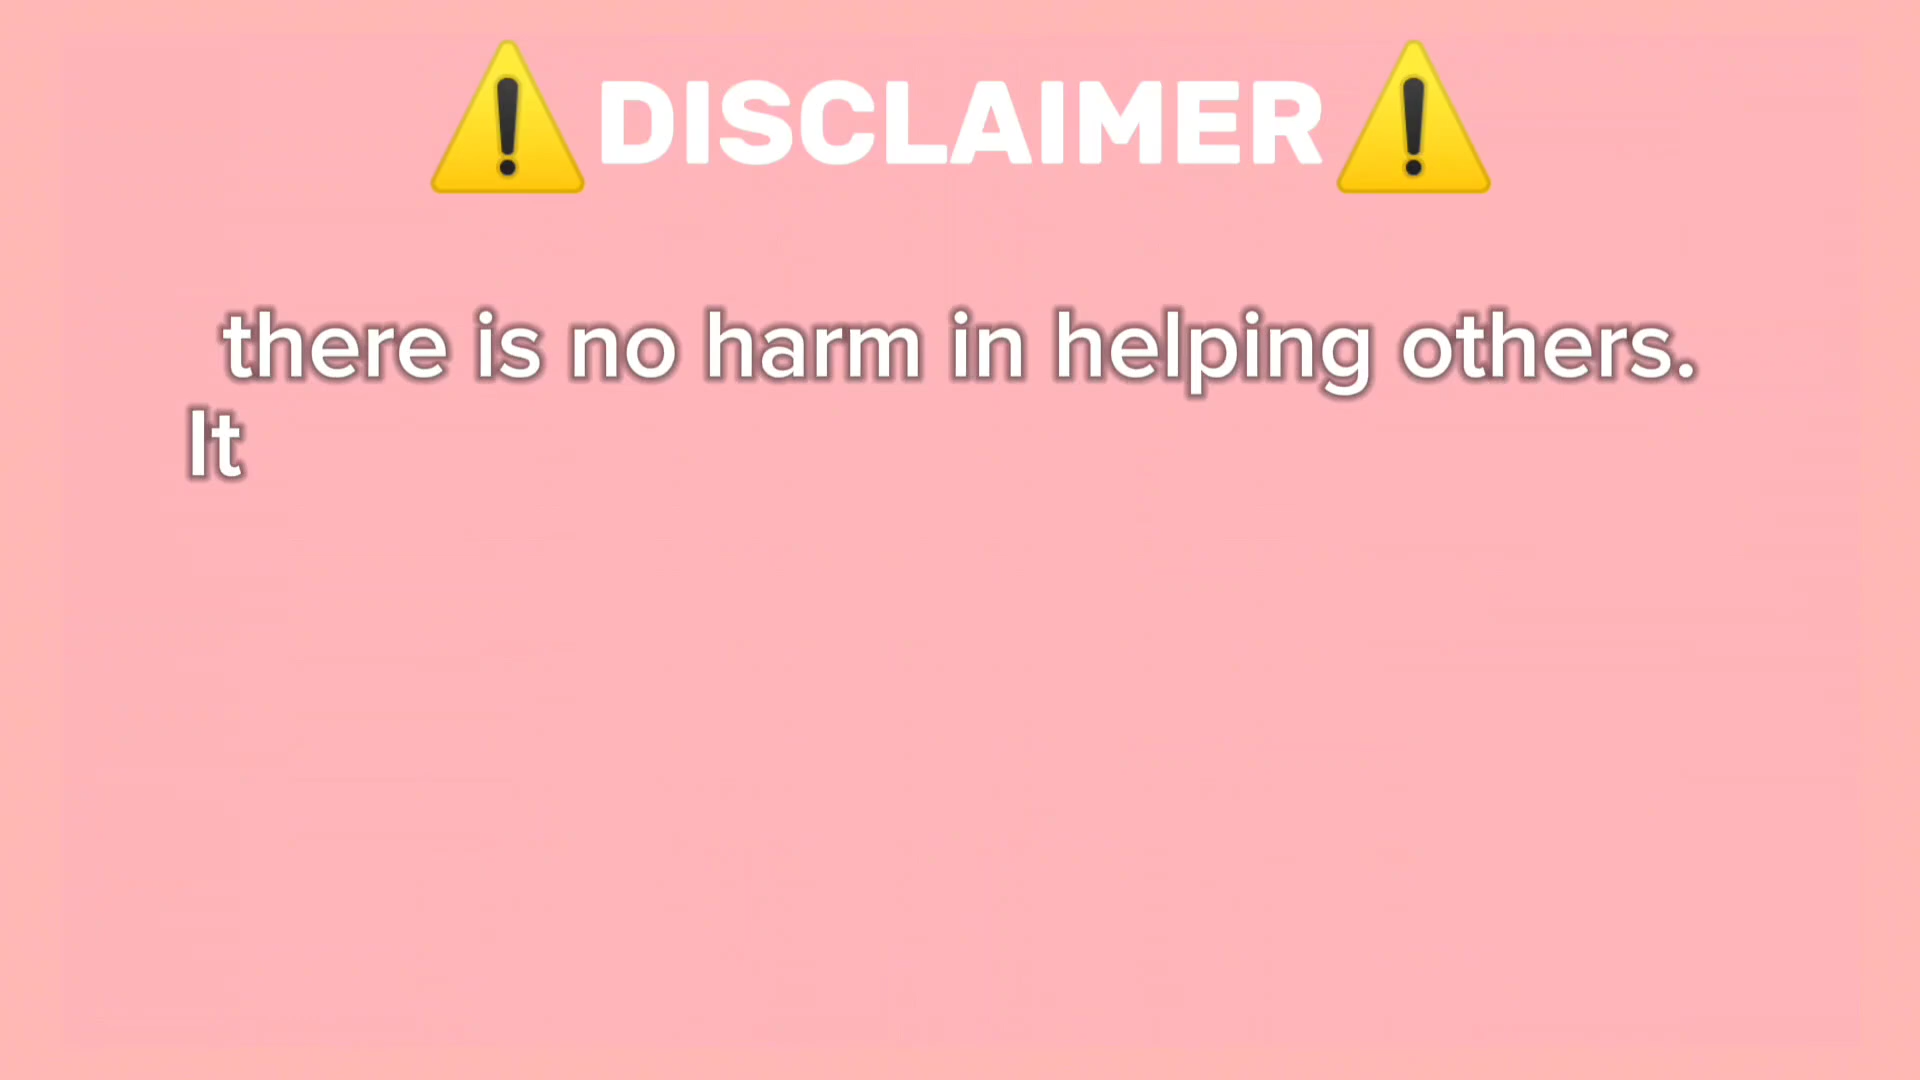 ⚠️DISCLAIMER⚠️
there is no harm in helping others.
It